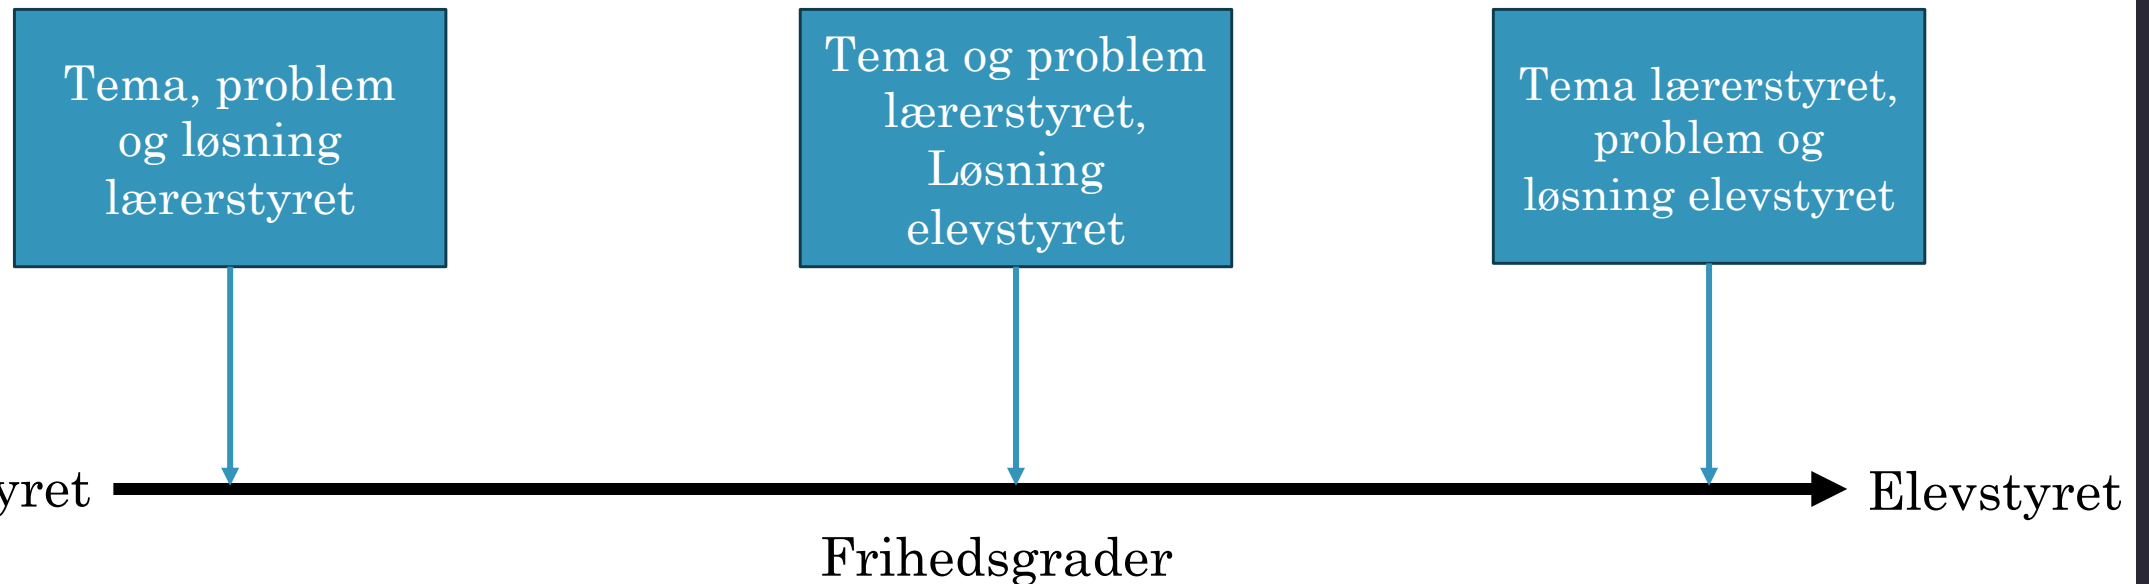 Tema, problem
og løsning
lærerstyret
Tema og problem
lærerstyret,
Løsning
elevstyret
Tema lærerstyret,
problem og
løsning elevstyret
yret
Elevstyret
Frihedsgrader